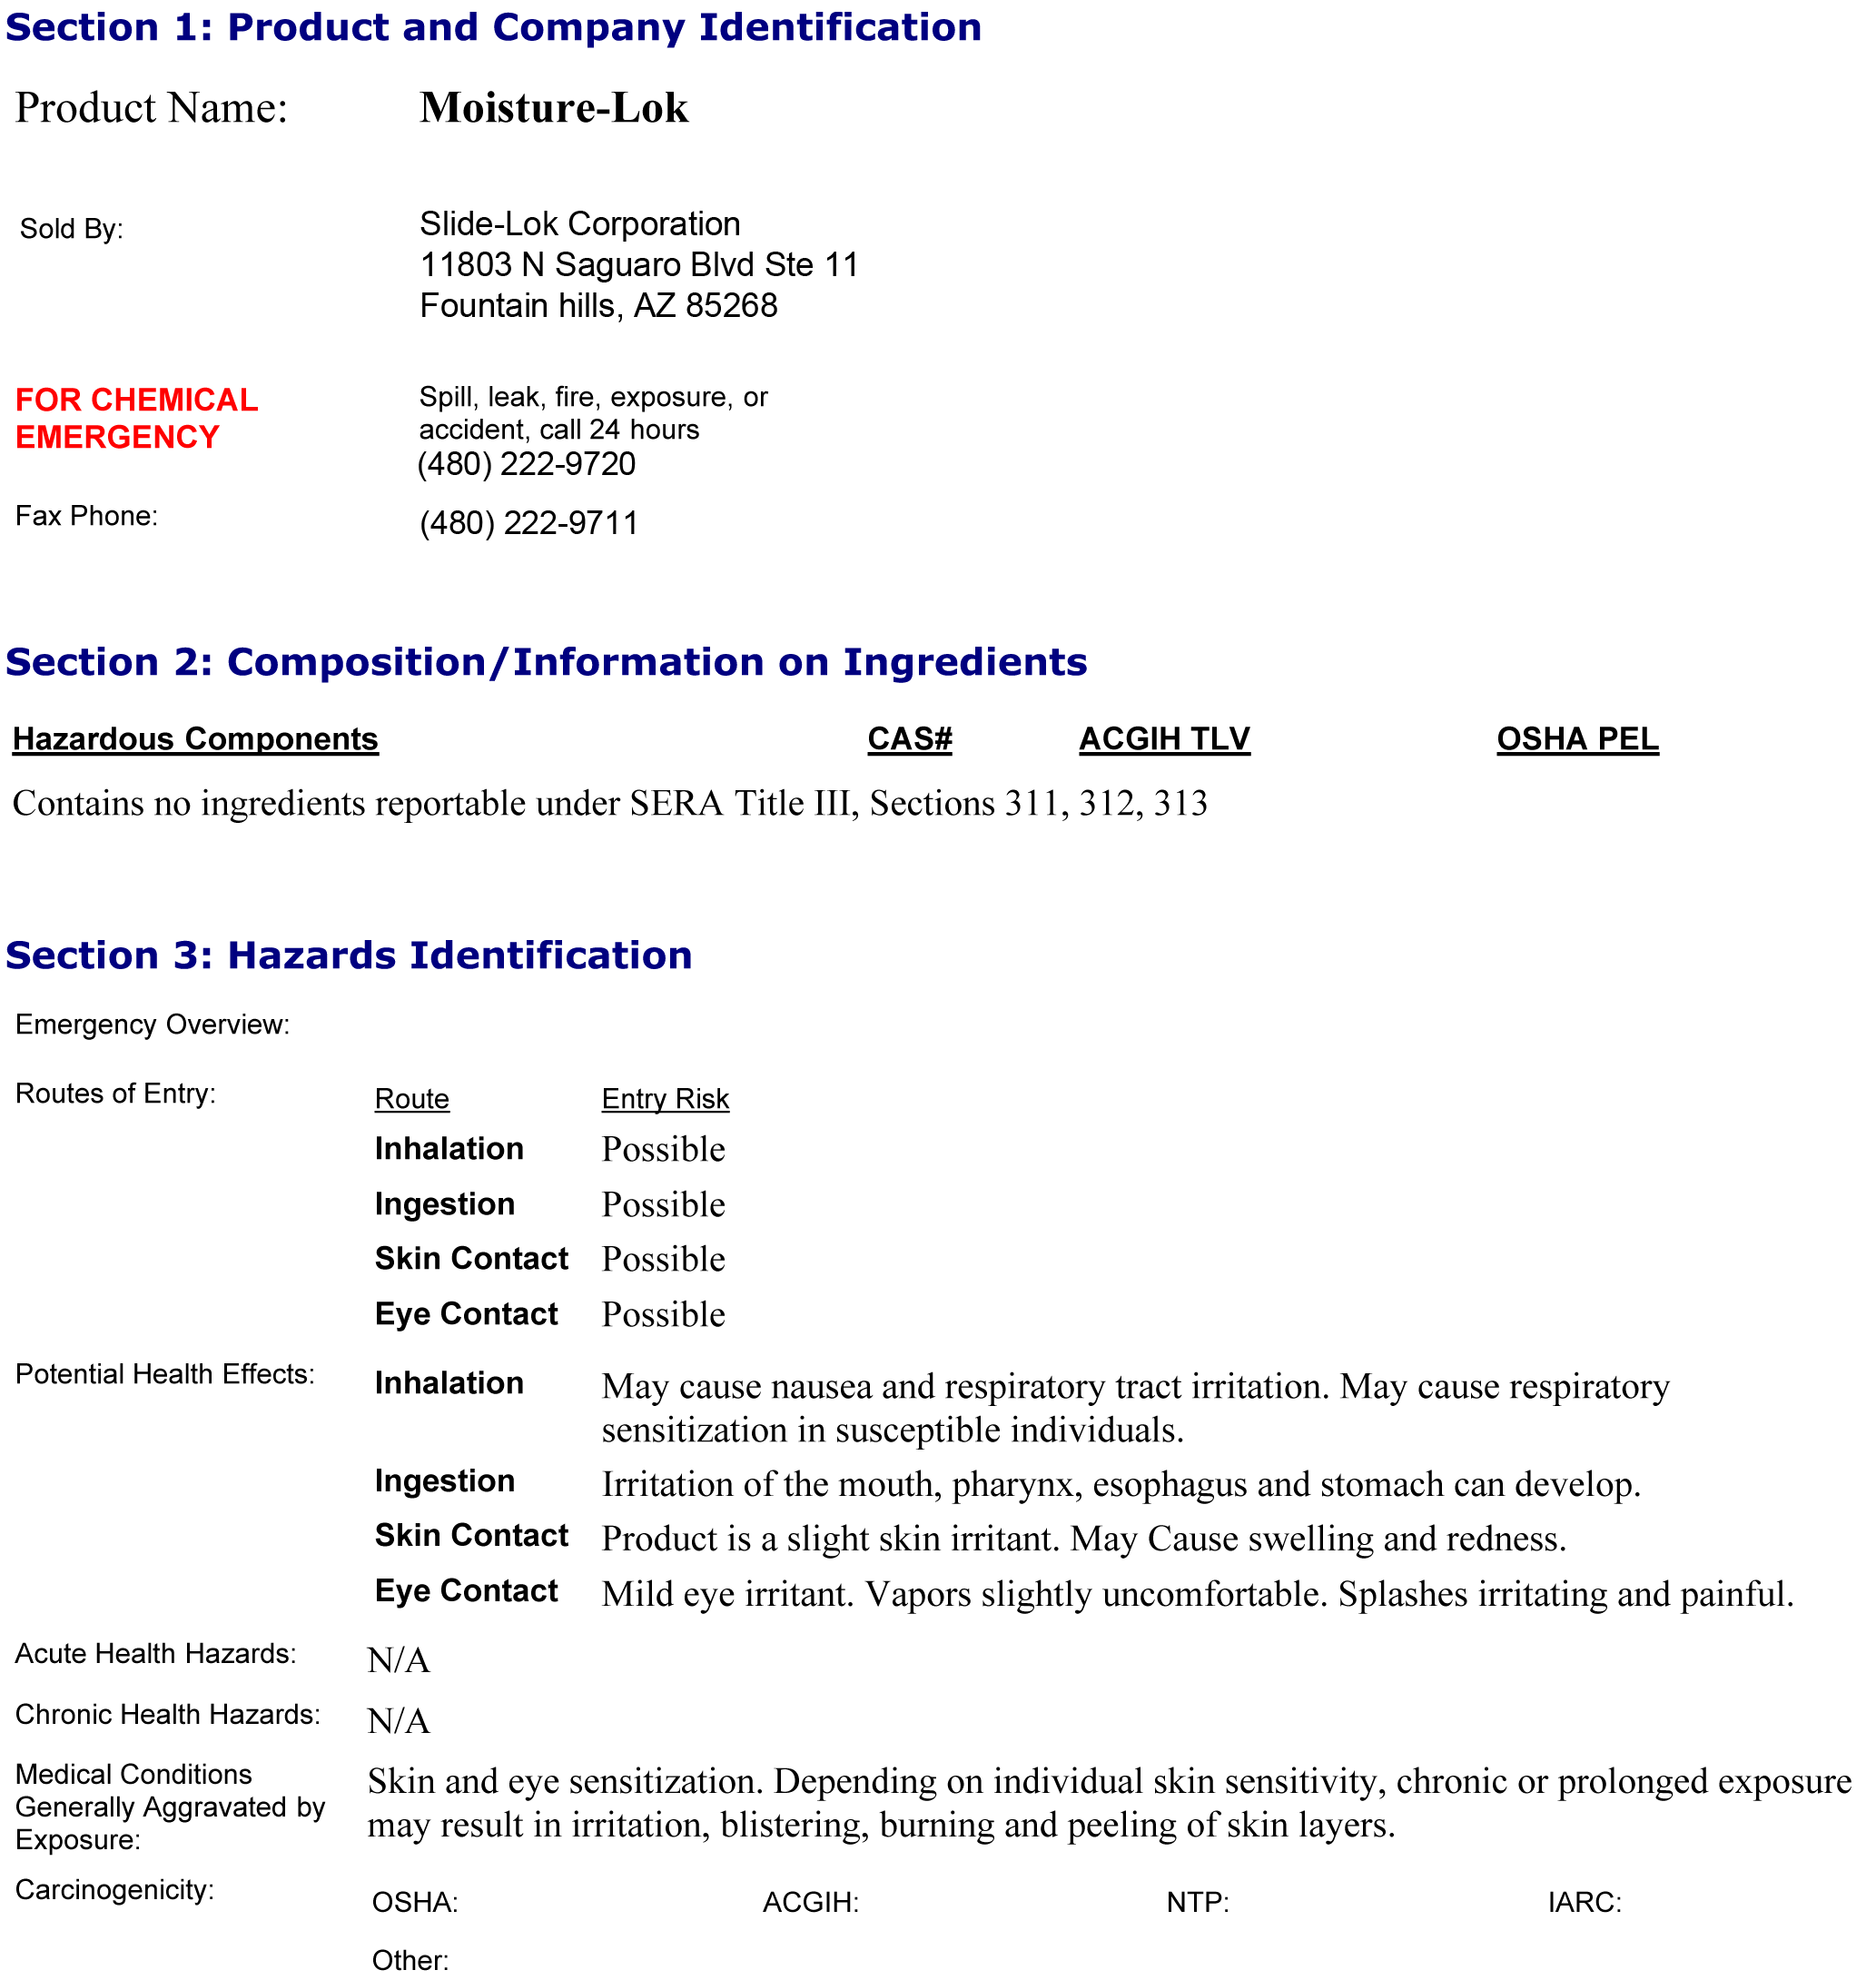 Section 1: Product and Company Identification
Product Name: Moisture-Lok
Sold By: Slide-Lok Corporation
11803 N Saguaro Blvd Ste 11
Fountain hills, AZ 85268
FOR CHEMICAL
EMERGENCY
Spill, leak, fire, exposure, or
accident, call 24 hours
(480) 222-9720
Fax Phone: (480) 222-9711
Section 2: Composition/Information on Ingredients
Hazardous Components CAS# ACGIH TLV OSHA PEL
Contains no ingredients reportable under SERA Title III, Sections 311, 312, 313
Section 3: Hazards Identification
Emergency Overview:
Routes of Entry: Route Entry Risk
Inhalation Possible
Ingestion Possible
Skin Contact Possible
Eye Contact Possible
Potential Health Effects: Inhalation May cause nausea and respiratory tract irritation. May cause respiratory
sensitization in susceptible individuals.
Ingestion Irritation of the mouth, pharynx, esophagus and stomach can develop.
Skin Contact Product is a slight skin irritant. May Cause swelling and redness.
Eye Contact Mild eye irritant. Vapors slightly uncomfortable. Splashes irritating and painful.
Acute Health Hazards: N/A
Chronic Health Hazards: N/A
Medical Conditions
Generally Aggravated by
Exposure:
Skin and eye sensitization. Depending on individual skin sensitivity, chronic or prolonged exposure
may result in irritation, blistering, burning and peeling of skin layers.
Carcinogenicity: OSHA: ACGIH: NTP: IARC:
Other: